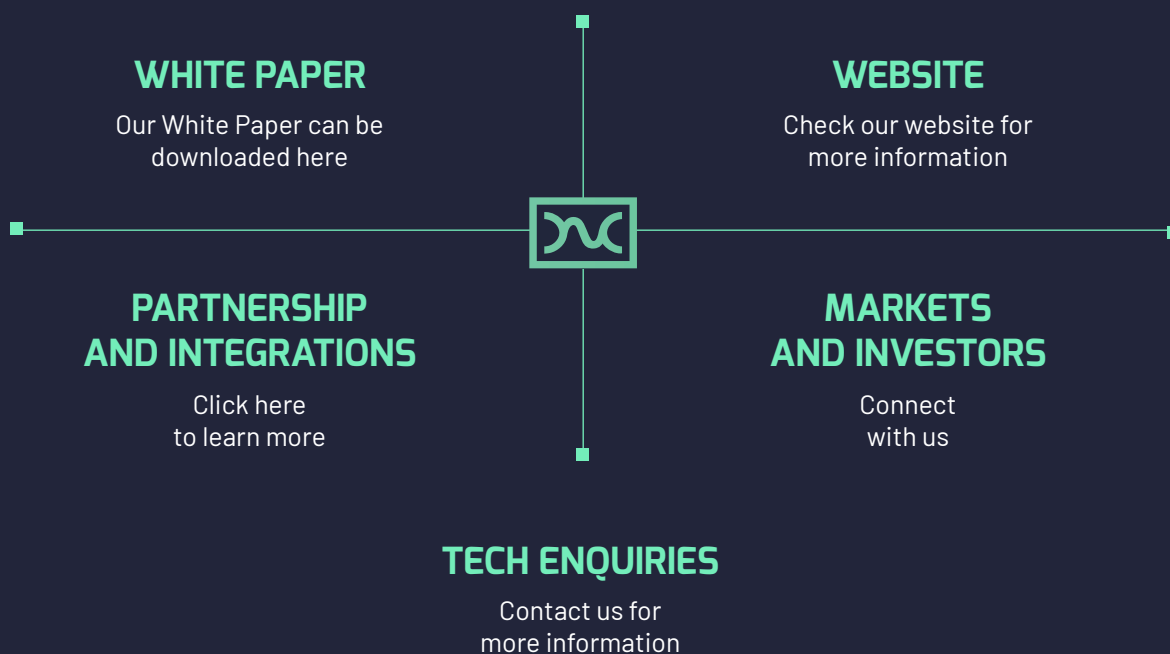 WHITE PAPER
Our White Paper can be
downloaded here
WEBSITE
Check our website for
more information
PARTNERSHIP
AND INTEGRATIONS
Click here
to learn more
MARKETS
AND INVESTORS
Connect
with us
TECH ENQUIRIES
Contact us for
more information